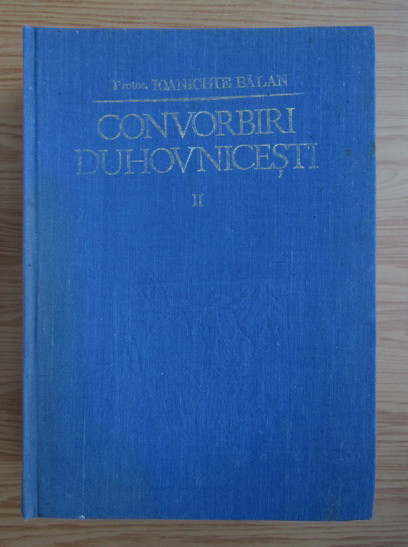 Protos. IOANICHIE BĂLAN
CONVORBIRI
DUHOVNICEȘTI
II